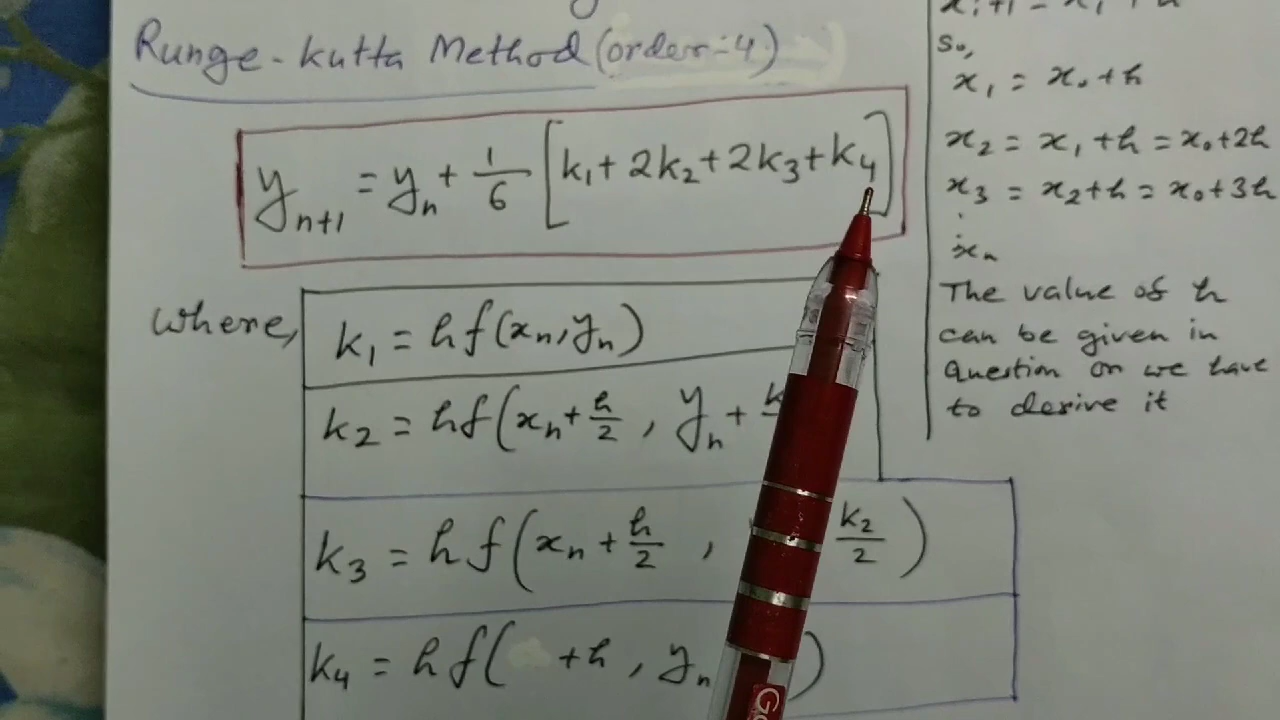 Runge-Kutta Method (order-4)
y_{n+1} = y_n + 1/6 [k_1 + 2k_2 + 2k_3 + k_4]
where,
k_1 = hf(x_n, y_n)
k_2 = hf(x_n + h/2, y_n +
k_3 = hf(x_n + h/2, k_2/2)
k_4 = hf( +h, y_n )
So,
x_1 = x_0 + h
x_2 = x_1 + h = x_0 + 2h
x_3 = x_2 + h = x_0 + 3h
x_n
The value of h
can be given in
Question or we have
to derive it